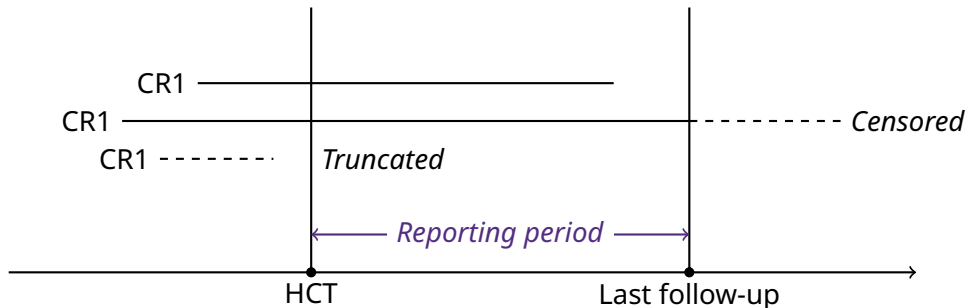 CR1
CR1
Censored
CR1
Truncated
Reporting period
HCT
Last follow-up